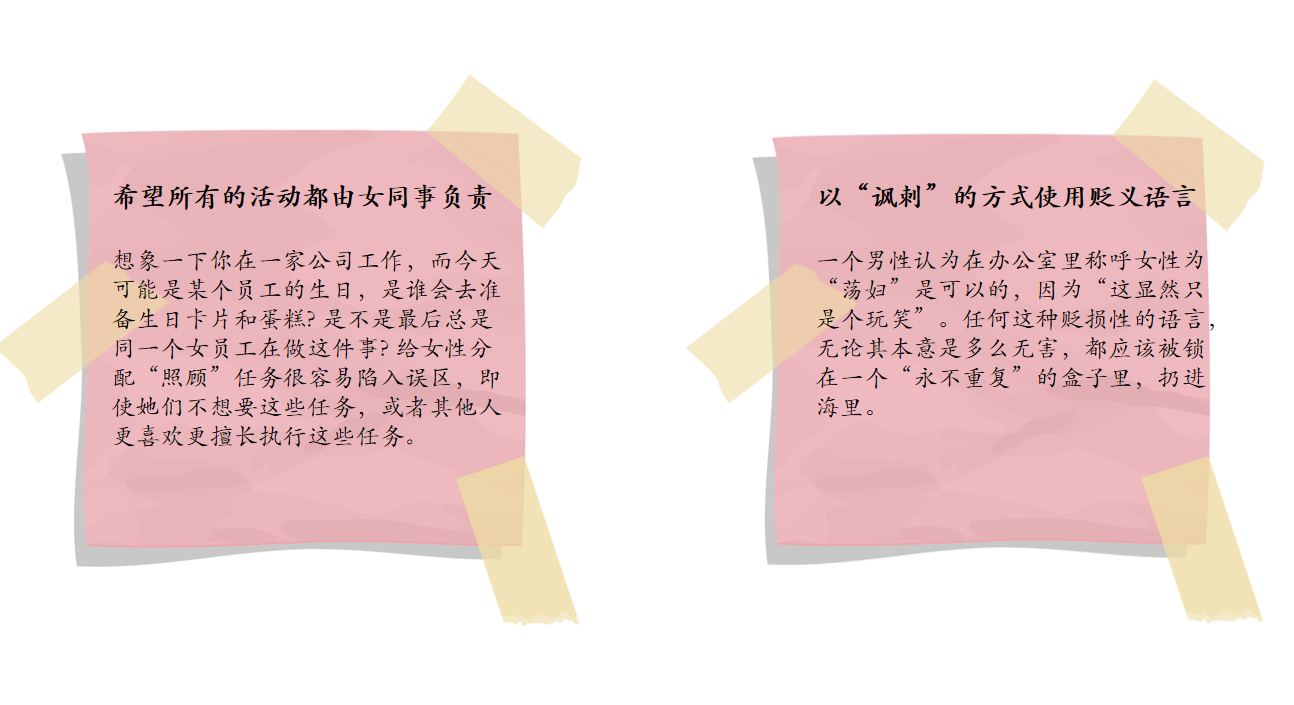 希望所有的活动都由女同事负责
想象一下你在一家公司工作，而今天
可能是某个员工的生日，是谁会去准
备生日卡片和蛋糕?是不是最后总是
同一个女员工在做这件事?给女性分
配“照顾”任务很容易陷入误区，即
使她们不想要这些任务，或者其他人
更喜欢更擅长执行这些任务。
以“讽刺”的方式使用贬义语言
一个男性认为在办公室里称呼女性为
“荡妇”是可以的，因为“这显然只
是个玩笑”。任何这种贬损性的语言，
无论其本意是多么无害，都应该被锁
在一个“永不重复”的盒子里，扔进
海里。